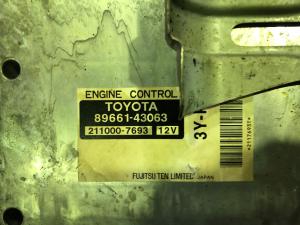 ENGINE CONTROL
TOYOTA
89661-43063
211000-7693 12V
3Y-
FUJITSU TEN LIMITED JAPAN